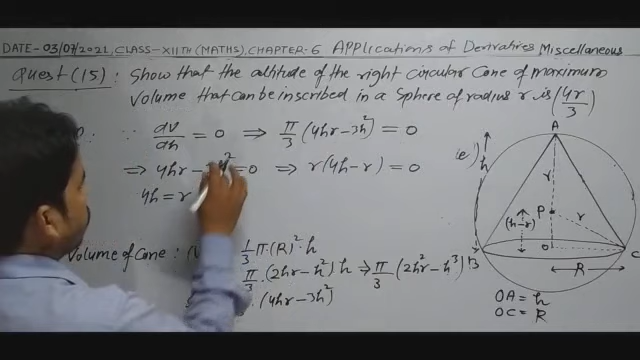 DATE-03/07/2021, CLASS-XIIth (MATHS), CHAPTER-6 Applications of Derivatives Miscellaneous
Quest (15) : Show that the altitude of the right circular Cone of maximum
Volume that can be inscribed in a Sphere of radius r is (4r/3)
∵ dv/dh = 0 ⇒ π/3 (4hr-3h²) = 0
⇒ 4hr - h² = 0 ⇒ r(4h-r) = 0
4h = r
Volume of Cone : 1/3 π.(R)².h
π/3 .(2hr-h²)h ⇒ π/3 (2h²r-h³)
.(4hr-3h²)
ie,
h
A
r
P
r
(h-r)
O
B
C
R
OA = h
OC = R